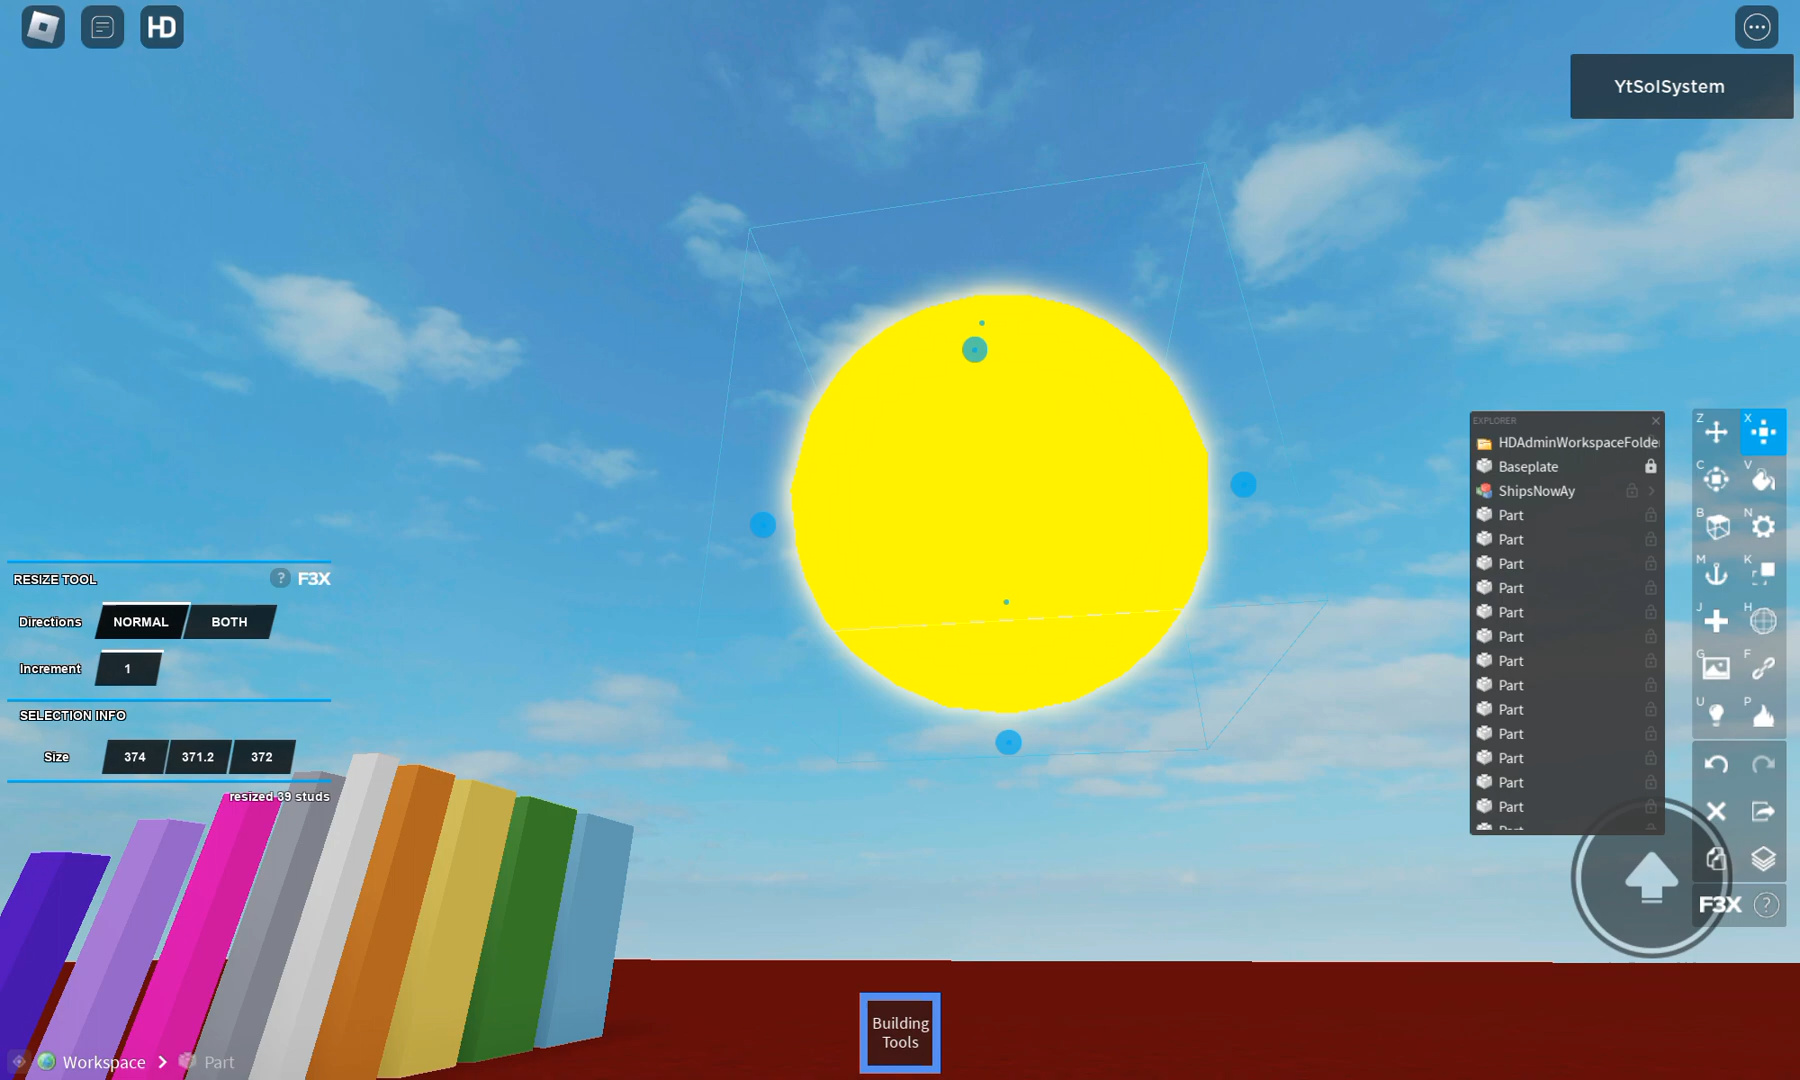 HD
YtSolSystem
EXPLORER
HDAdminWorkspaceFolde
Baseplate
ShipsNowAy
Part
Part
Part
Part
Part
Part
Part
Part
Part
Part
Part
Part
Part
Part
Z
X
C
V
B
N
M
K
J
H
G
F
U
P
F3X ?
RESIZE TOOL
? F3X
Directions NORMAL BOTH
Increment 1
SELECTION INFO
Size 374 371.2 372
resized 39 studs
Building
Tools
Workspace > Part